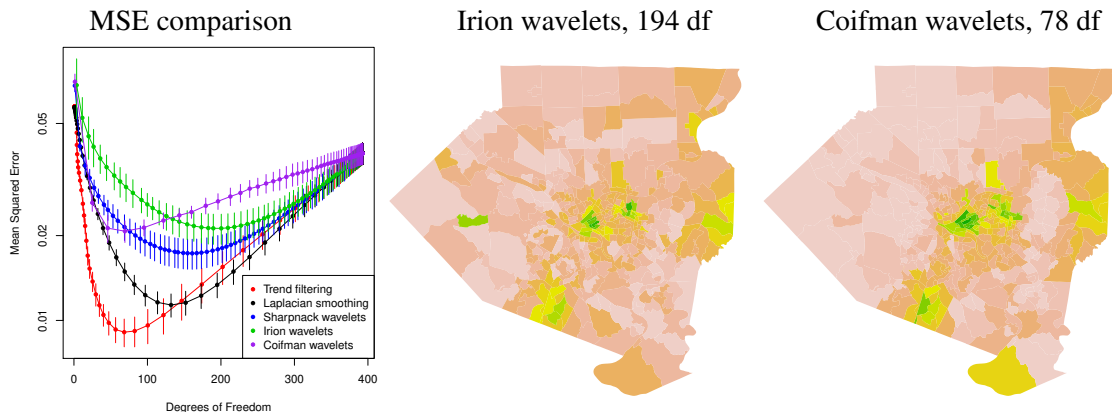 MSE comparison
Irion wavelets, 194 df
Coifman wavelets, 78 df
Mean Squared Error
0.05
0.02
0.01
Trend filtering
Laplacian smoothing
Sharpnack wavelets
Irion wavelets
Coifman wavelets
0
100
200
300
400
Degrees of Freedom